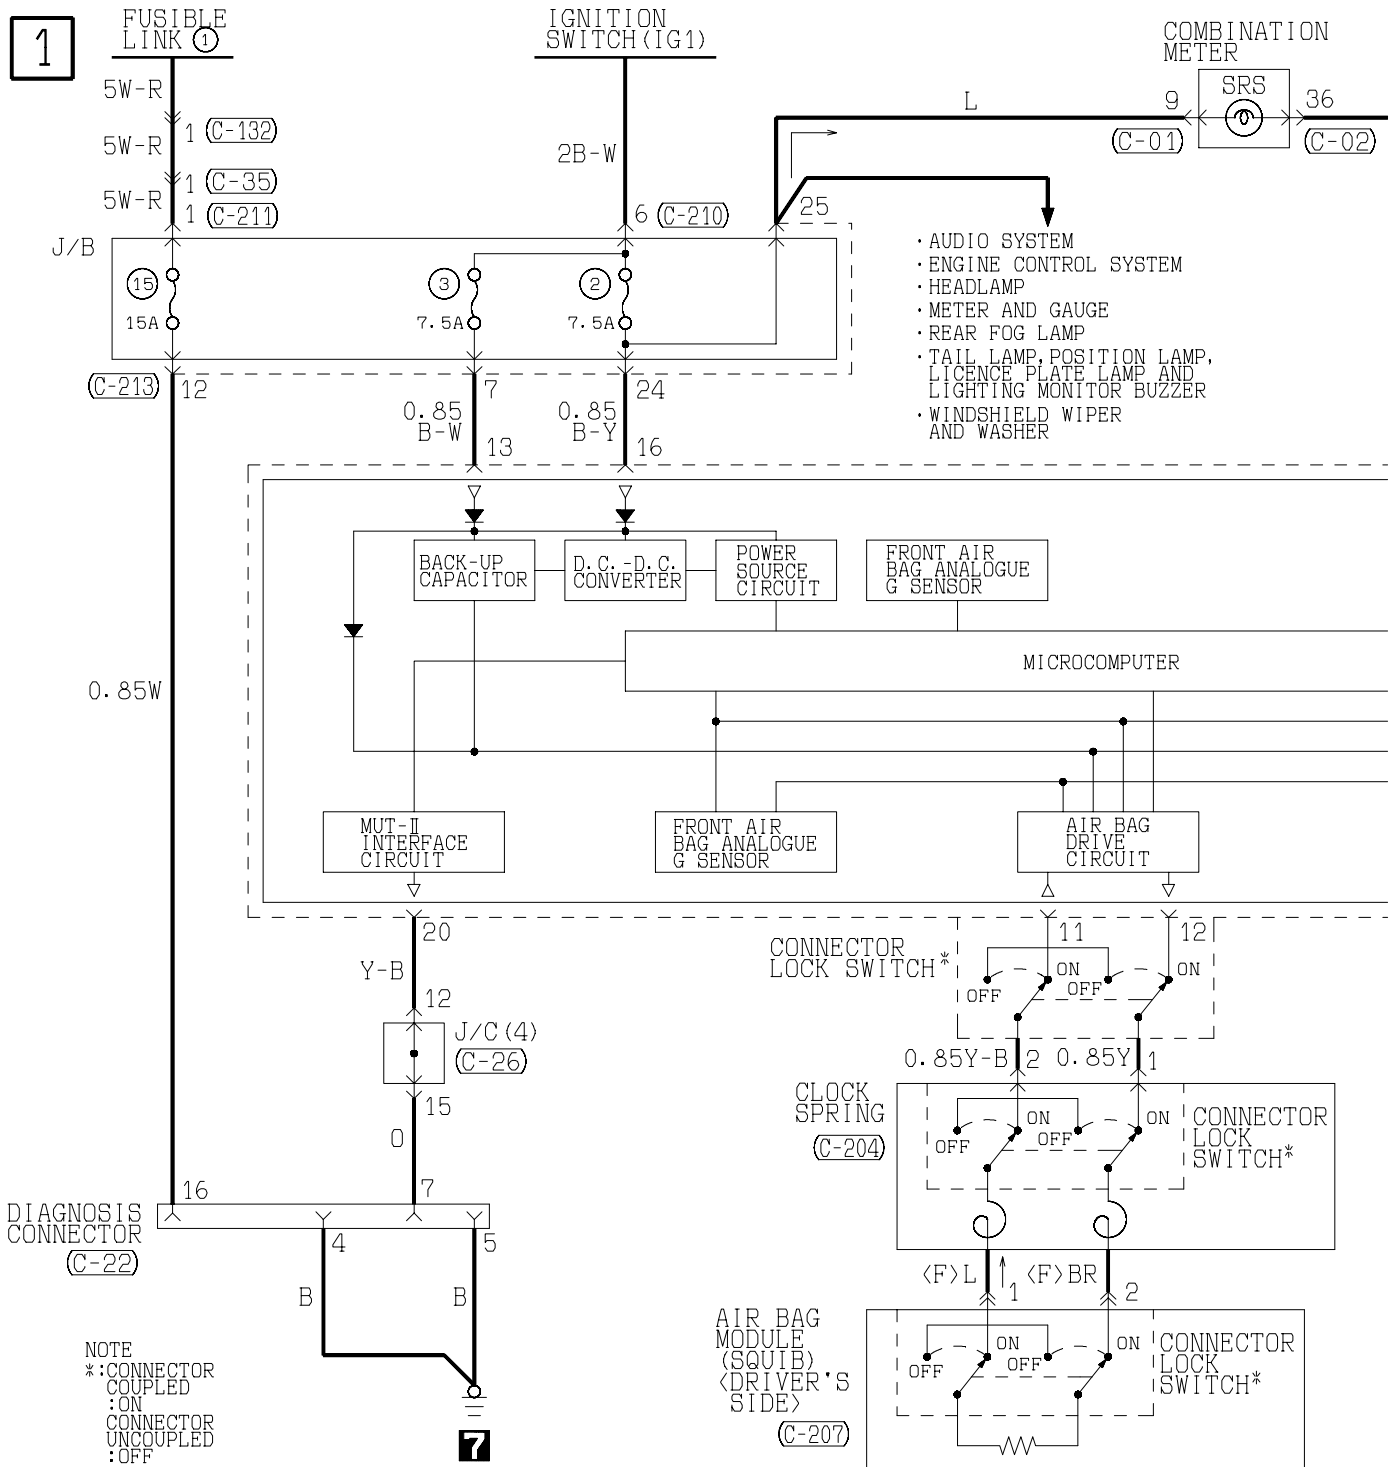 1
FUSIBLE
LINK ①
IGNITION
SWITCH(IG1)
COMBINATION
METER
SRS
5W-R
1 (C-132)
5W-R
1 (C-35)
5W-R
1 (C-211)
2B-W
6 (C-210)
25
L
9
(C-01)
36
(C-02)
J/B
15
15A
3
7.5A
2
7.5A
· AUDIO SYSTEM
· ENGINE CONTROL SYSTEM
· HEADLAMP
· METER AND GAUGE
· REAR FOG LAMP
· TAIL LAMP, POSITION LAMP,
LICENCE PLATE LAMP AND
LIGHTING MONITOR BUZZER
· WINDSHIELD WIPER
AND WASHER
(C-213) 12
7
24
0.85
B-W
0.85
B-Y
13
16
BACK-UP
CAPACITOR
D.C.-D.C.
CONVERTER
POWER
SOURCE
CIRCUIT
FRONT AIR
BAG ANALOGUE
G SENSOR
MICROCOMPUTER
0.85W
MUT-Ⅱ
INTERFACE
CIRCUIT
FRONT AIR
BAG ANALOGUE
G SENSOR
AIR BAG
DRIVE
CIRCUIT
20
Y-B
12
J/C(4)
(C-26)
15
O
CONNECTOR
LOCK SWITCH*
11
12
OFF
ON
OFF
ON
0.85Y-B 2
0.85Y 1
CLOCK
SPRING
(C-204)
OFF
ON
OFF
ON
CONNECTOR
LOCK
SWITCH*
16
7
DIAGNOSIS
CONNECTOR
(C-22)
4
5
B
B
7
<F>L 1
<F>BR 2
AIR BAG
MODULE
(SQUIB)
<DRIVER'S
SIDE>
(C-207)
OFF
ON
OFF
ON
CONNECTOR
LOCK
SWITCH*
NOTE
*:CONNECTOR
COUPLED
:ON
CONNECTOR
UNCOUPLED
:OFF